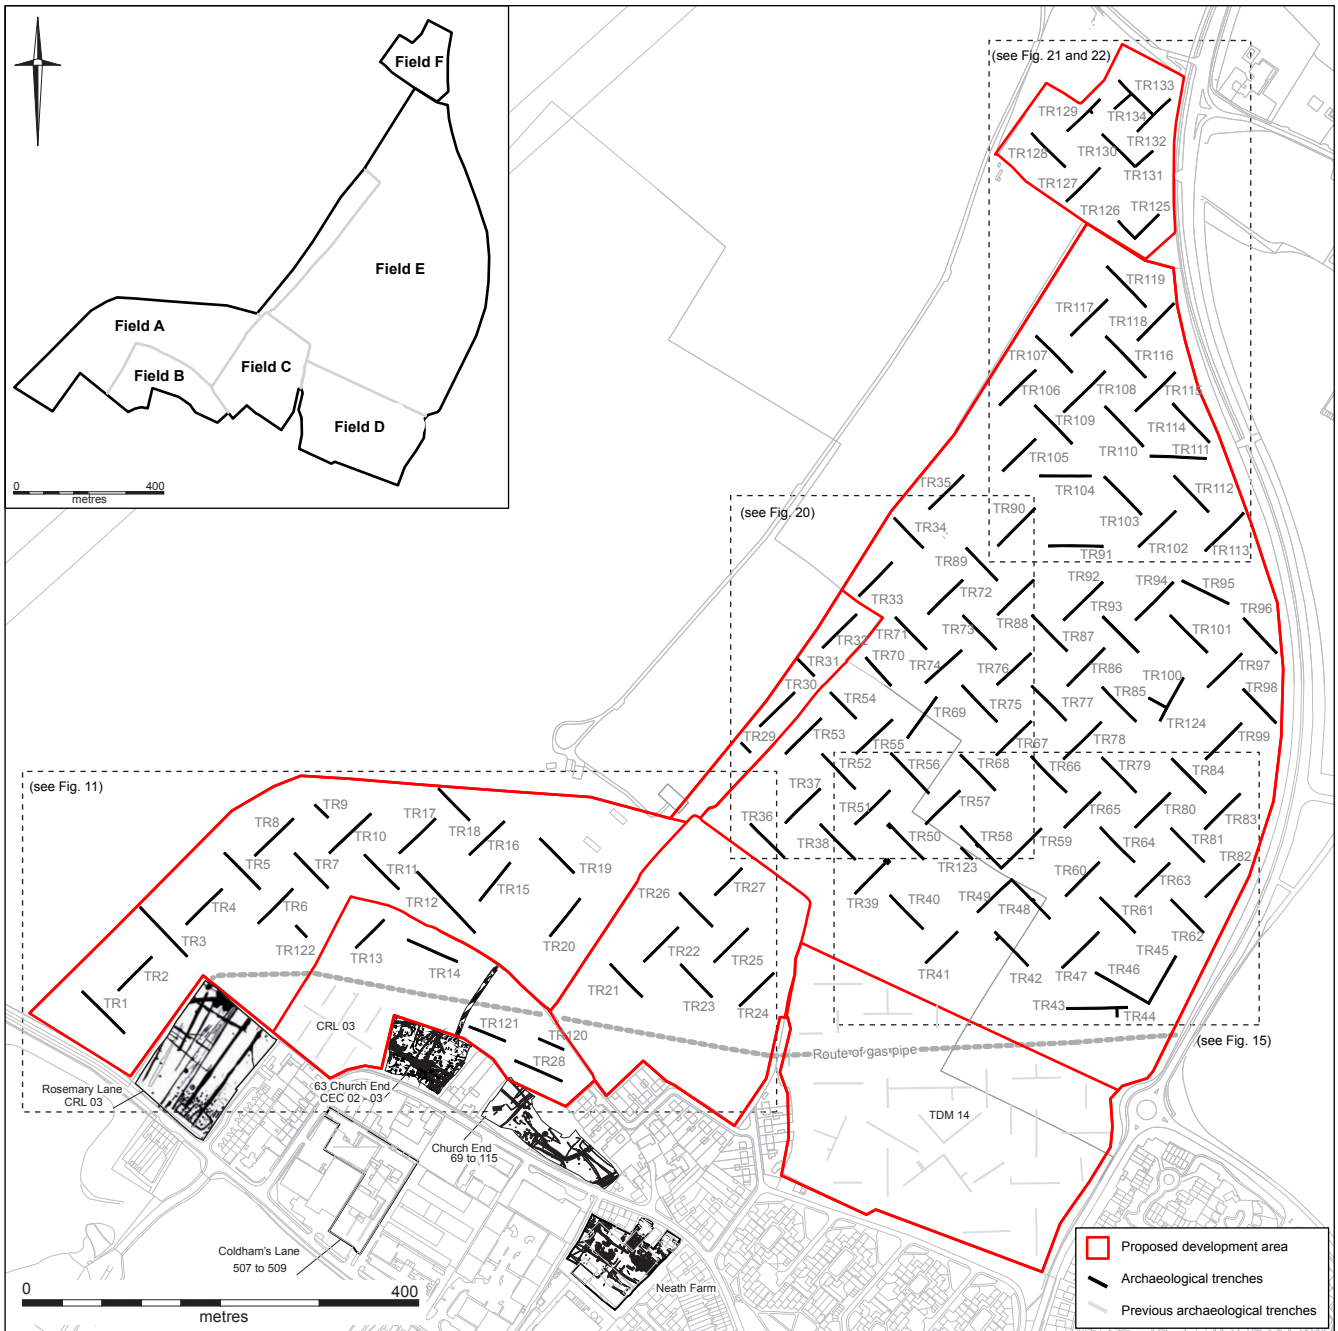 Field F
Field E
Field A
Field B
Field C
Field D
0 400
metres
(see Fig. 21 and 22)
TR133
TR129
TR134
TR132
TR128
TR130
TR131
TR127
TR126
TR125
TR119
TR117
TR118
TR107
TR116
TR106
TR108
TR115
TR109
TR114
TR110
TR111
TR105
TR104
TR112
TR103
TR102
TR113
TR35
TR90
TR91
(see Fig. 20)
TR34
TR89
TR33
TR72
TR92
TR94
TR95
TR93
TR96
TR32
TR71
TR73
TR88
TR87
TR101
TR31
TR70
TR74
TR76
TR86
TR97
TR30
TR54
TR69
TR75
TR77
TR85
TR100
TR98
TR124
TR29
TR53
TR55
TR67
TR78
TR99
TR52
TR56
TR68
TR66
TR79
TR84
TR37
TR51
TR57
TR65
TR80
TR83
TR36
TR38
TR50
TR58
TR59
TR64
TR81
TR82
TR123
TR60
TR63
TR39
TR40
TR49
TR48
TR61
TR62
TR41
TR42
TR47
TR46
TR45
TR43
TR44
(see Fig. 15)
(see Fig. 11)
TR9
TR17
TR8
TR10
TR18
TR16
TR5
TR7
TR11
TR19
TR4
TR6
TR12
TR15
TR3
TR122
TR20
TR2
TR13
TR14
TR1
TR26
TR27
TR22
TR25
TR21
TR23
TR24
CRL 03
TR121
TR120
TR28
Route of gas pipe
TDM 14
Rosemary Lane
CRL 03
63 Church End
CEC 02 - 03
Church End
69 to 115
Coldham's Lane
507 to 509
Neath Farm
0 400
metres
Proposed development area
Archaeological trenches
Previous archaeological trenches